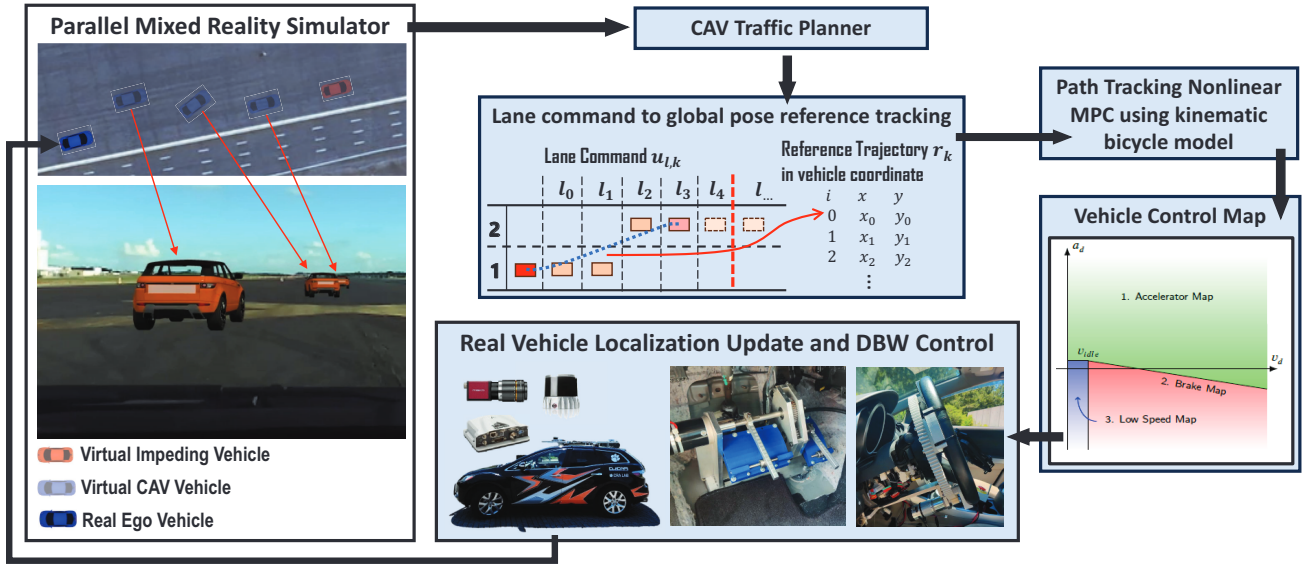 Parallel Mixed Reality Simulator
Virtual Impeding Vehicle
Virtual CAV Vehicle
Real Ego Vehicle
CAV Traffic Planner
Lane command to global pose reference tracking
Lane Command u_{l,k}
l_0 l_1 l_2 l_3 l_4 l_{...}
2
1
Reference Trajectory r_k
in vehicle coordinate
i x y
0 x_0 y_0
1 x_1 y_1
2 x_2 y_2
⋮
Path Tracking Nonlinear
MPC using kinematic
bicycle model
Vehicle Control Map
a_d
1. Accelerator Map
v_{idle}
v_d
2. Brake Map
3. Low Speed Map
Real Vehicle Localization Update and DBW Control